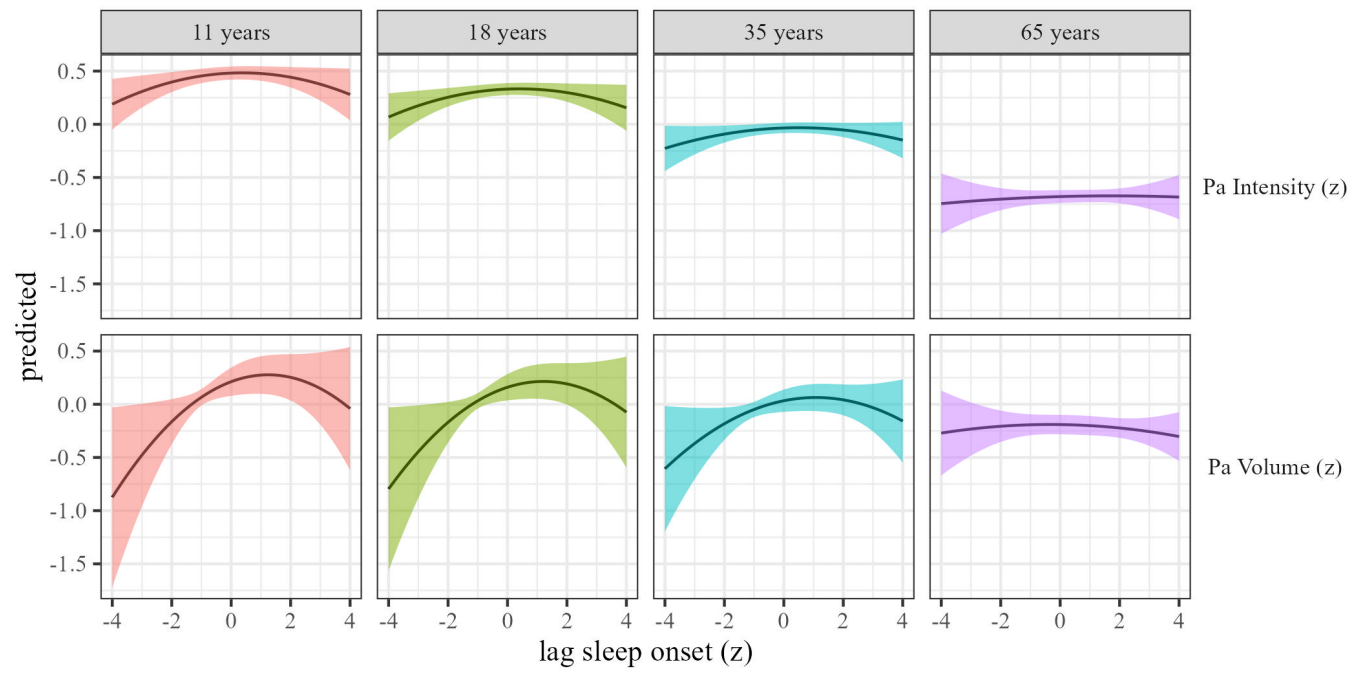 11 years 18 years 35 years 65 years
0.5
0.0
-0.5
-1.0
-1.5
Pa Intensity (z)
predicted
0.5
0.0
-0.5
-1.0
-1.5
Pa Volume (z)
-4 -2 0 2 4 -4 -2 0 2 4 -4 -2 0 2 4 -4 -2 0 2 4
lag sleep onset (z)